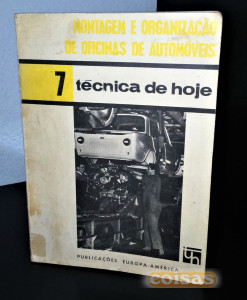 MONTAGEM E ORGANIZAÇÃO
DE OFICINAS DE AUTOMÓVEIS
7 técnica de hoje
PUBLICAÇÕES EUROPA-AMÉRICA
coisas